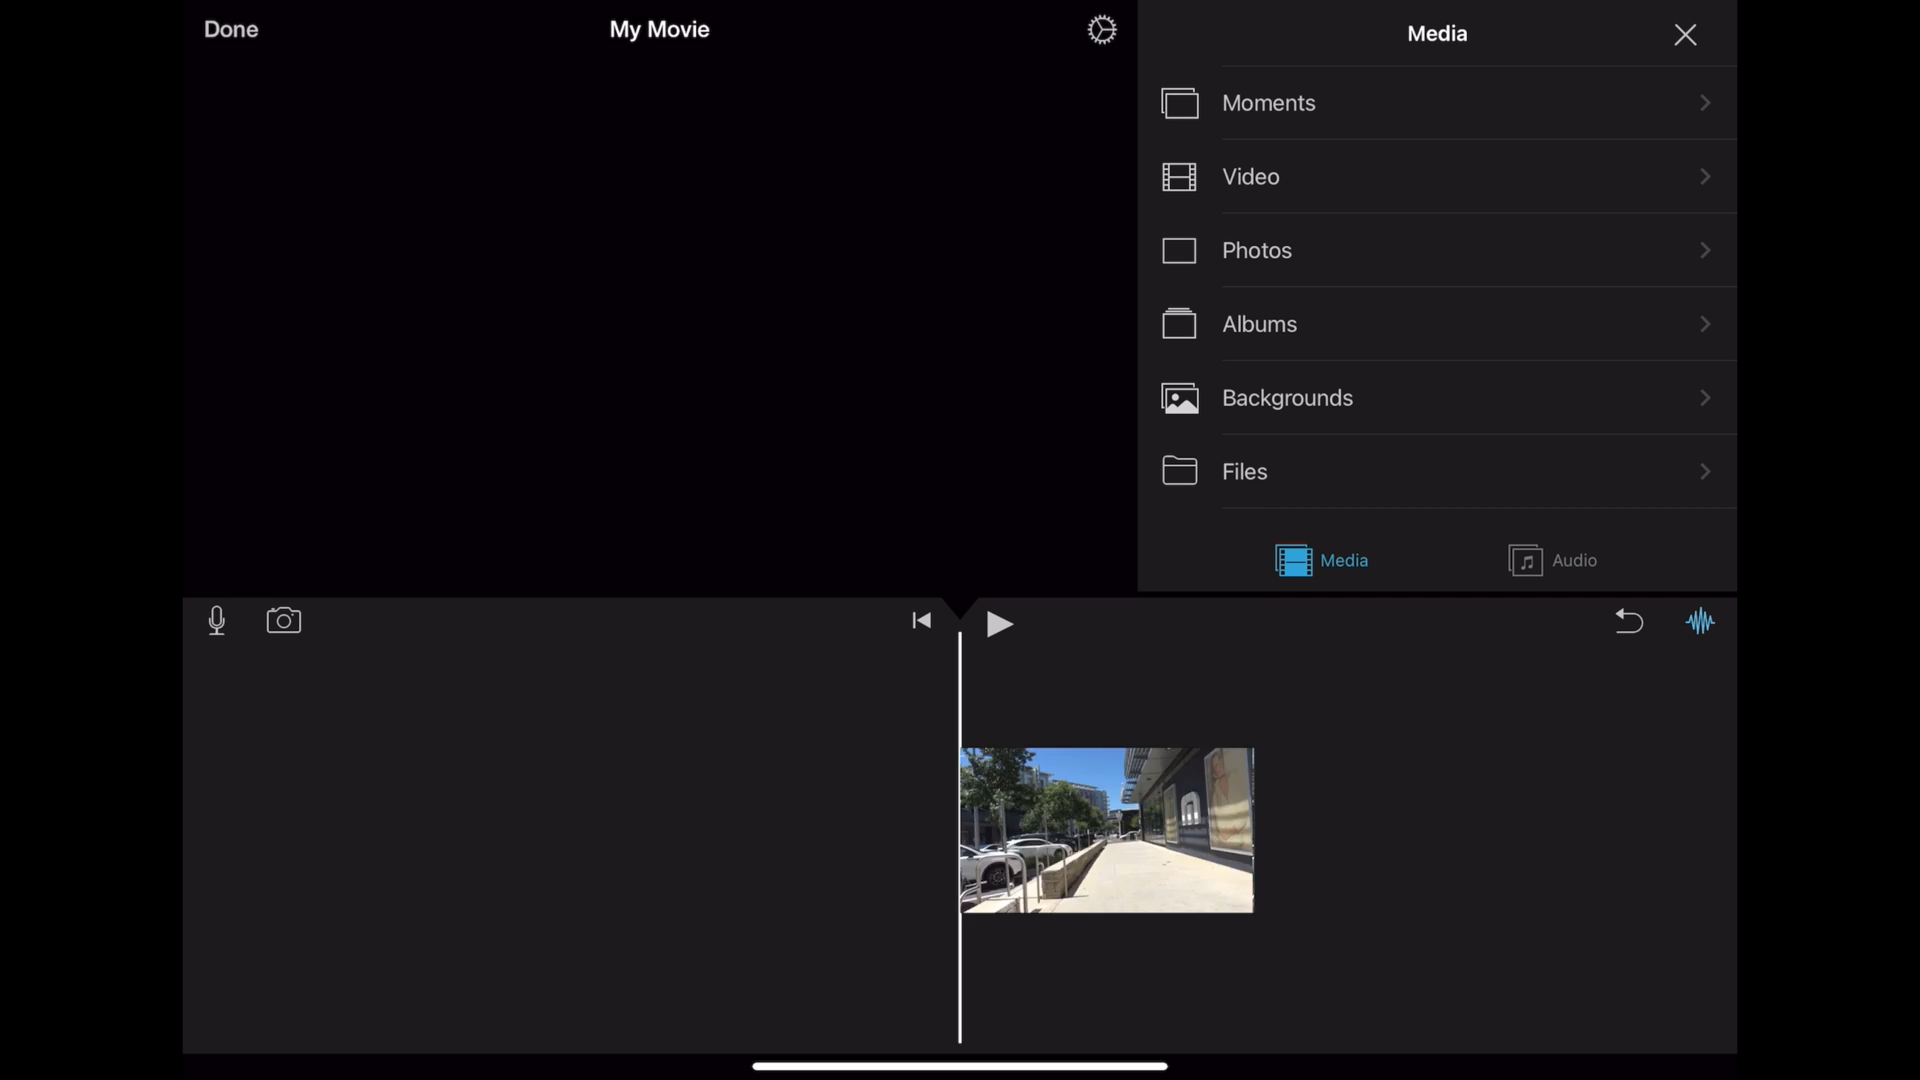 Done
My Movie
Media
Moments
Video
Photos
Albums
Backgrounds
Files
Media
Audio